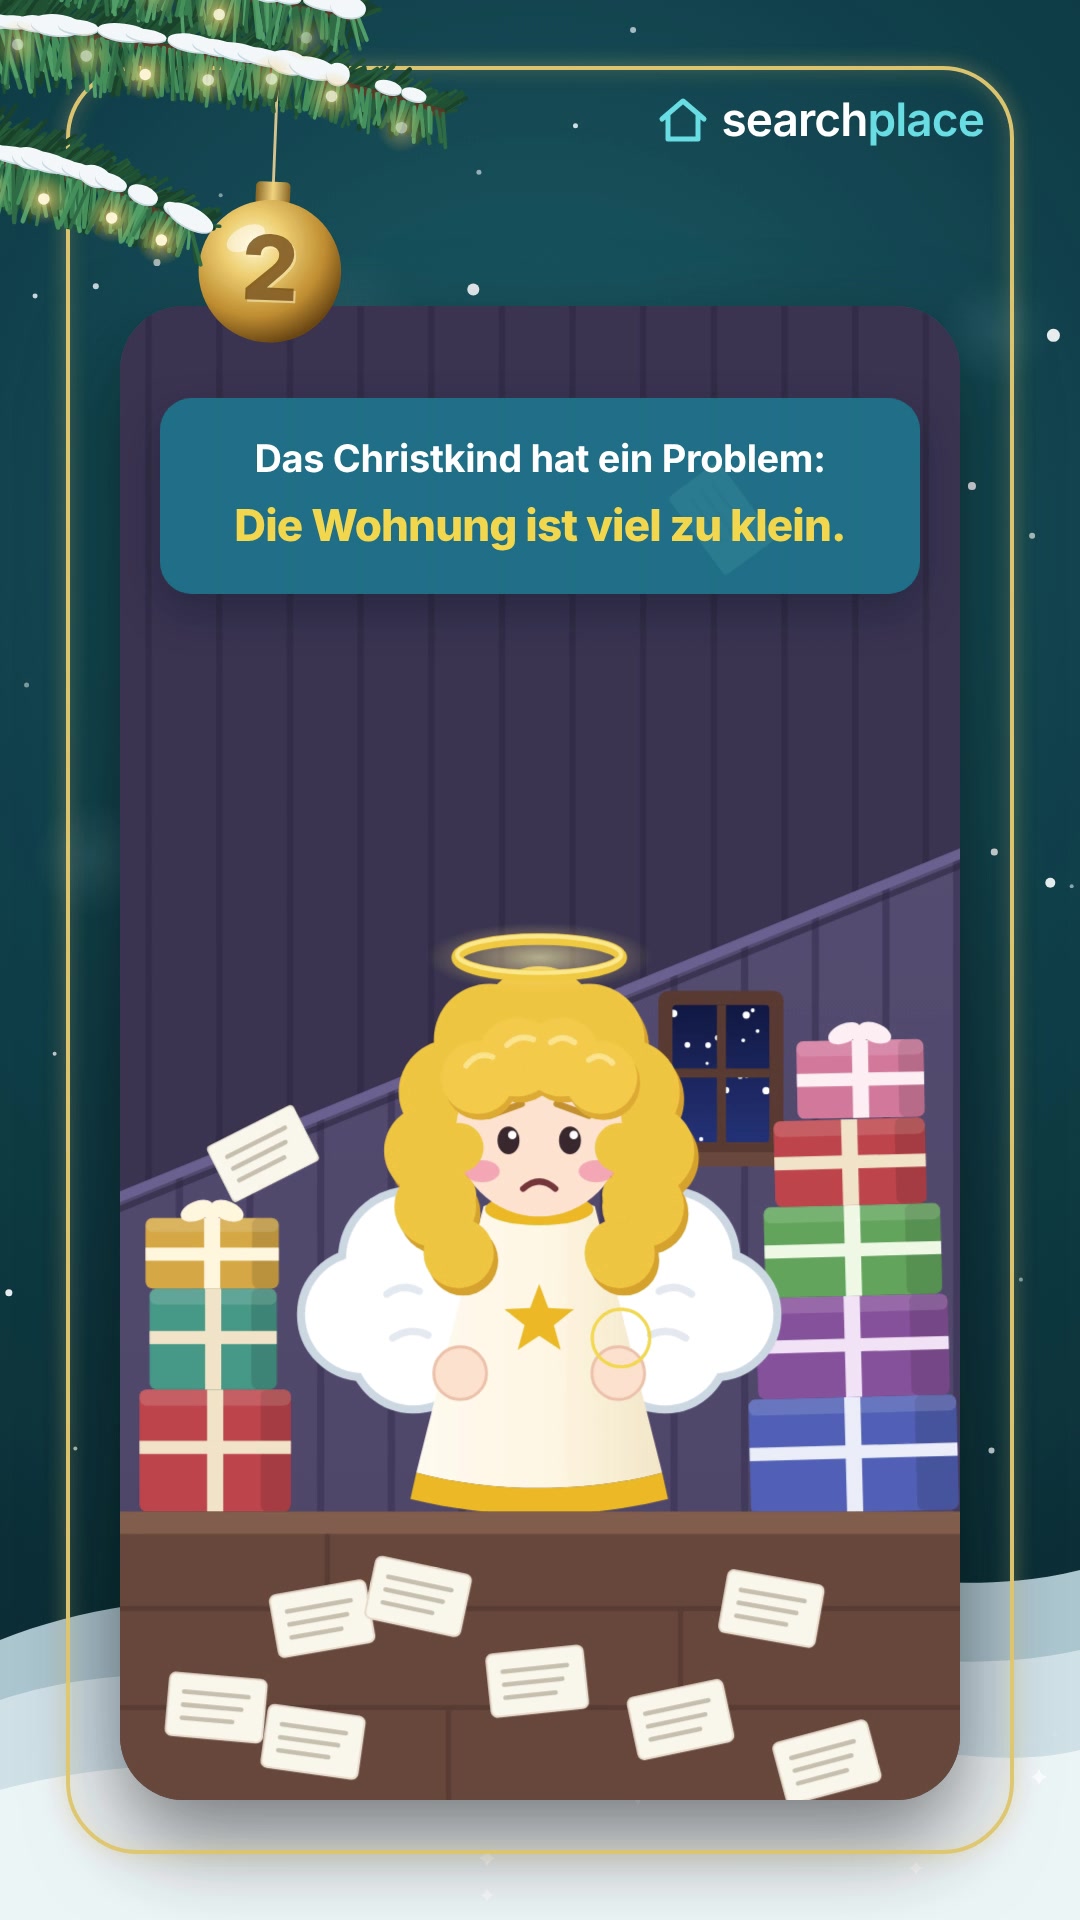 searchplace
2
Das Christkind hat ein Problem:
Die Wohnung ist viel zu klein.